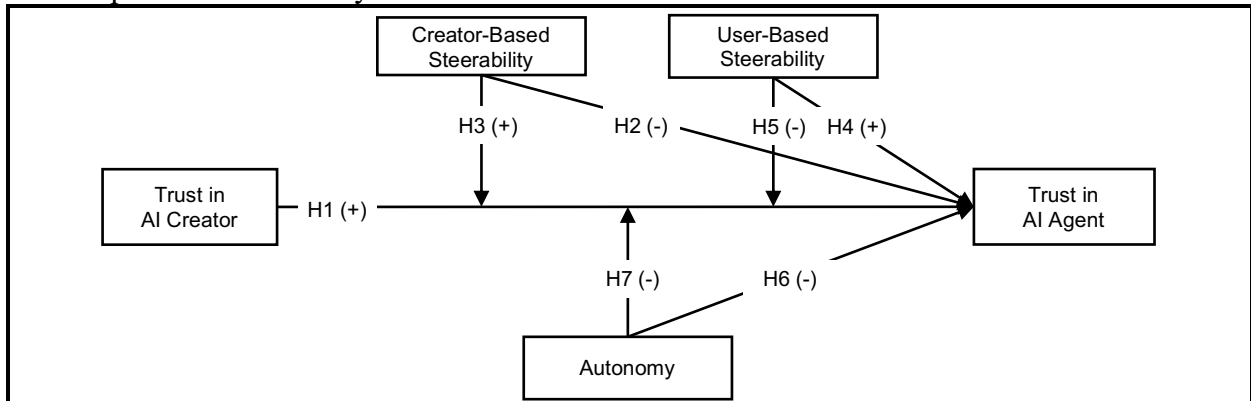 Creator-Based
Steerability
User-Based
Steerability
H3 (+)
H2 (-)
H5 (-)
H4 (+)
Trust in
AI Creator
H1 (+)
Trust in
AI Agent
H7 (-)
H6 (-)
Autonomy